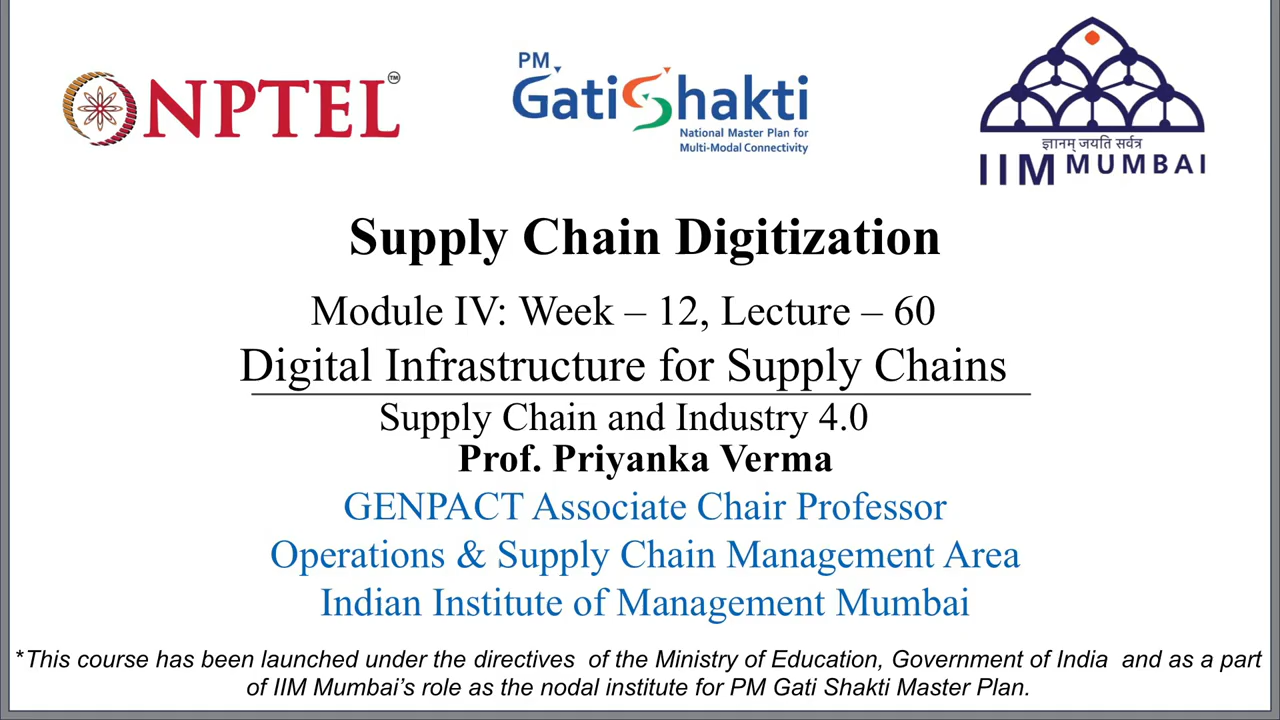 NPTEL™
PM
GatiShakti
National Master Plan for
Multi-Modal Connectivity
ज्ञानम् जयति सर्वत्र
IIM MUMBAI
Supply Chain Digitization
Module IV: Week – 12, Lecture – 60
Digital Infrastructure for Supply Chains
Supply Chain and Industry 4.0
Prof. Priyanka Verma
GENPACT Associate Chair Professor
Operations & Supply Chain Management Area
Indian Institute of Management Mumbai
*This course has been launched under the directives of the Ministry of Education, Government of India and as a part
of IIM Mumbai’s role as the nodal institute for PM Gati Shakti Master Plan.